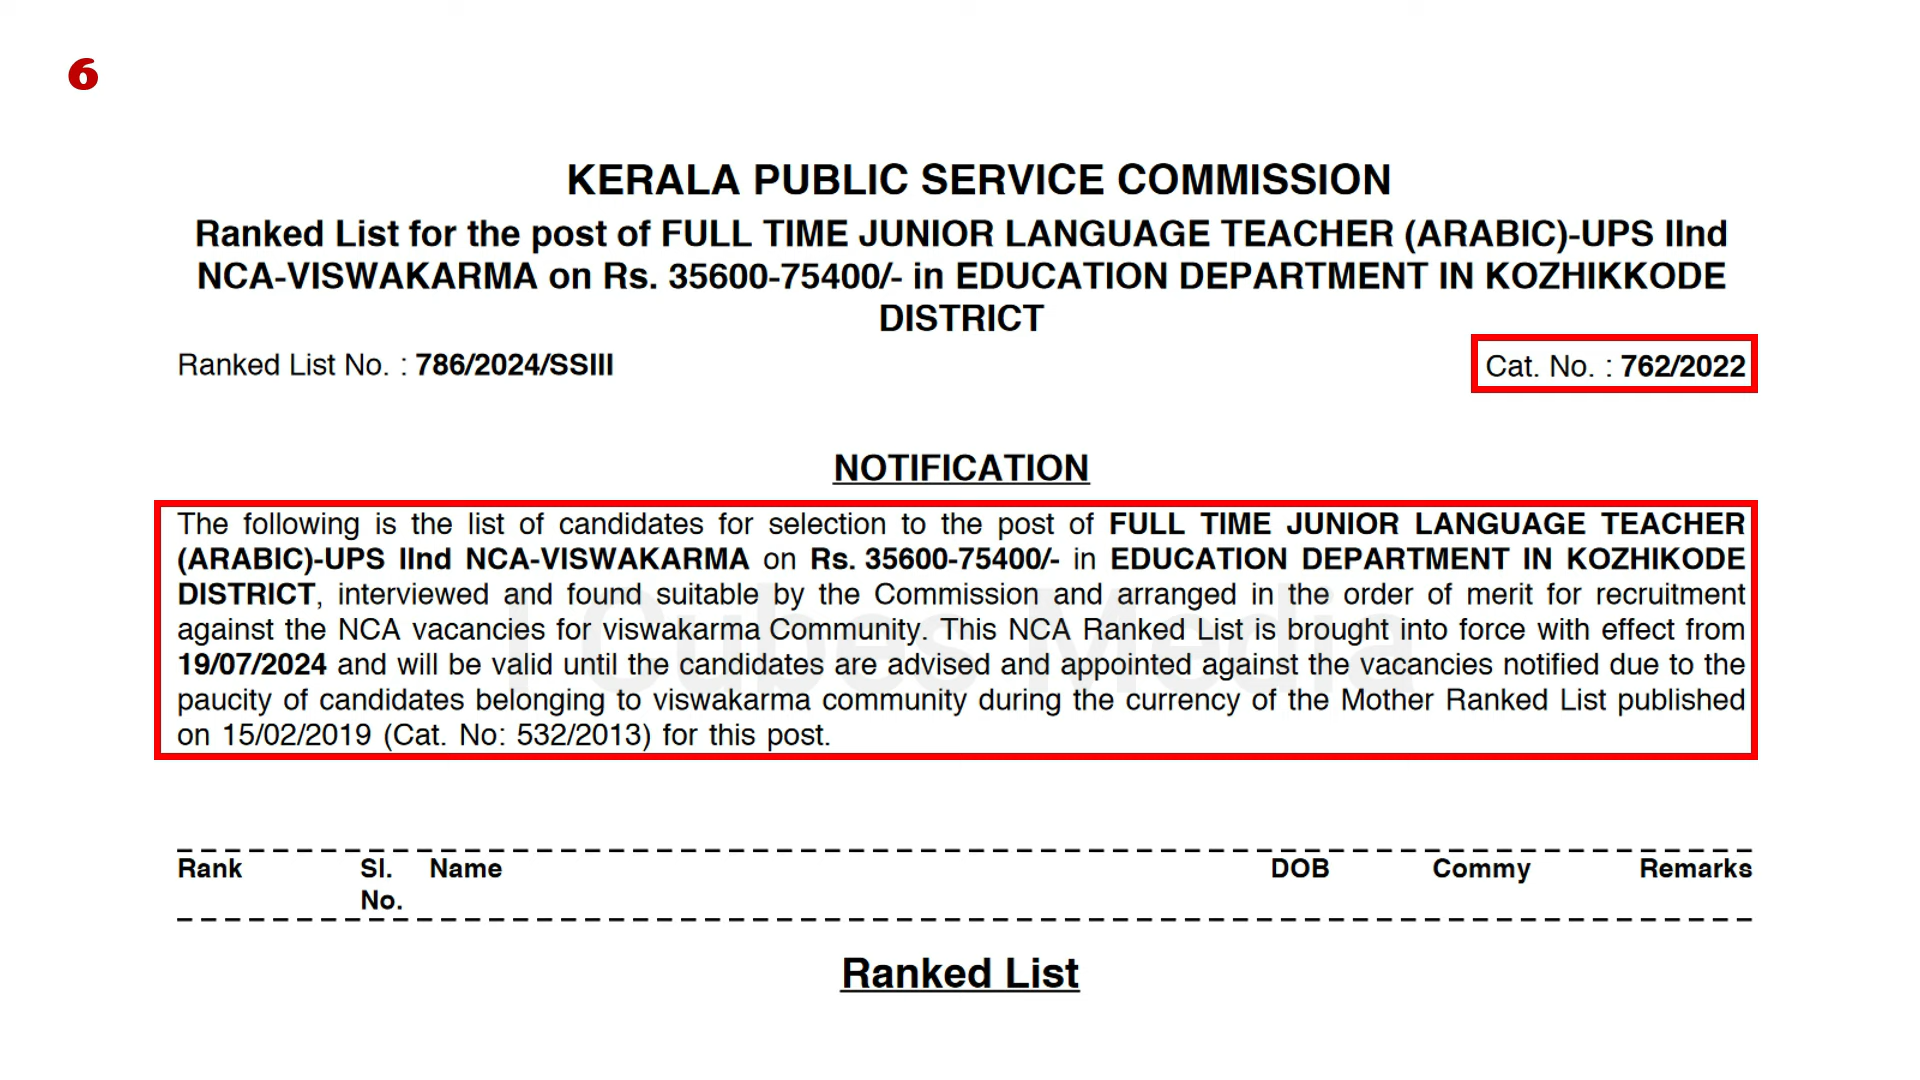 6
KERALA PUBLIC SERVICE COMMISSION
Ranked List for the post of FULL TIME JUNIOR LANGUAGE TEACHER (ARABIC)-UPS IInd
NCA-VISWAKARMA on Rs. 35600-75400/- in EDUCATION DEPARTMENT IN KOZHIKKODE
DISTRICT
Ranked List No. : 786/2024/SSIII
Cat. No. : 762/2022
NOTIFICATION
The following is the list of candidates for selection to the post of FULL TIME JUNIOR LANGUAGE TEACHER
(ARABIC)-UPS IInd NCA-VISWAKARMA on Rs. 35600-75400/- in EDUCATION DEPARTMENT IN KOZHIKODE
DISTRICT, interviewed and found suitable by the Commission and arranged in the order of merit for recruitment
against the NCA vacancies for viswakarma Community. This NCA Ranked List is brought into force with effect from
19/07/2024 and will be valid until the candidates are advised and appointed against the vacancies notified due to the
paucity of candidates belonging to viswakarma community during the currency of the Mother Ranked List published
on 15/02/2019 (Cat. No: 532/2013) for this post.
I Cubes Media
Rank Sl. Name DOB Commy Remarks
No.
Ranked List